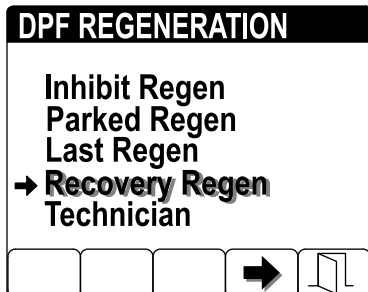 DPF REGENERATION
Inhibit Regen
Parked Regen
Last Regen
Recovery Regen
Technician